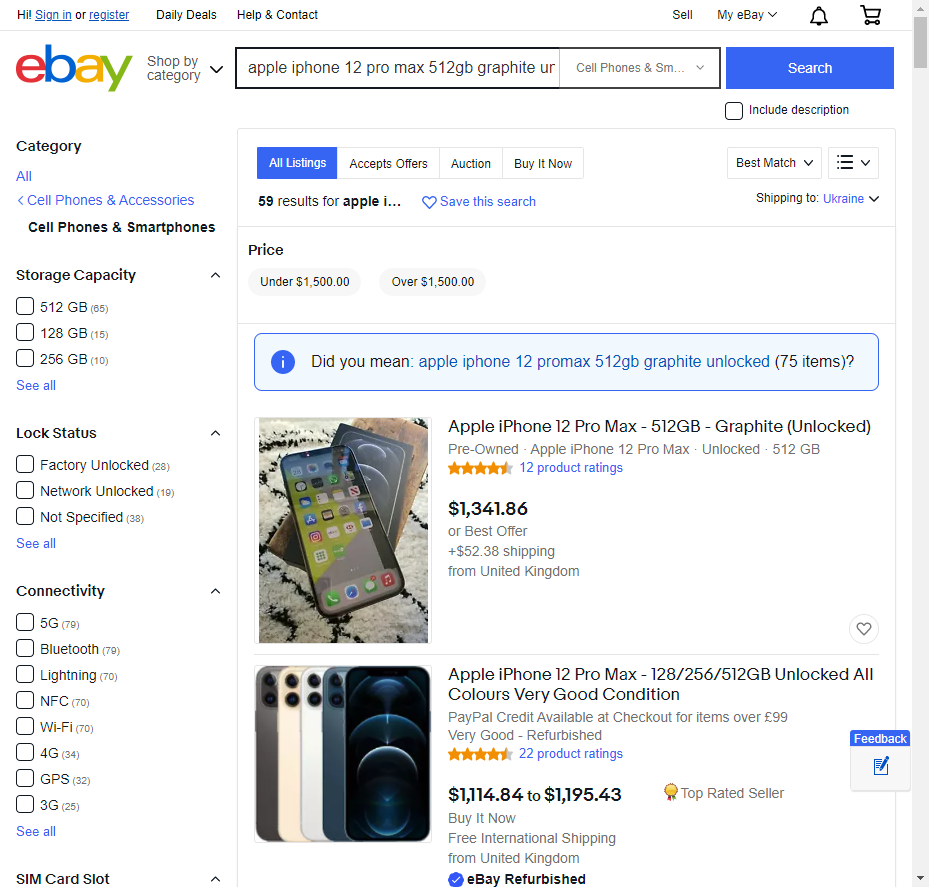 Hi! Sign in or register
Daily Deals
Help & Contact
Sell
My eBay
ebay
Shop by category
apple iphone 12 pro max 512gb graphite ur
Cell Phones & Sm...
Search
Include description
Category
All
Cell Phones & Accessories
Cell Phones & Smartphones
Storage Capacity
512 GB (65)
128 GB (15)
256 GB (10)
See all
Lock Status
Factory Unlocked (28)
Network Unlocked (19)
Not Specified (38)
See all
Connectivity
5G (79)
Bluetooth (79)
Lightning (70)
NFC (70)
Wi-Fi (70)
4G (34)
GPS (32)
3G (25)
See all
SIM Card Slot
All Listings
Accepts Offers
Auction
Buy It Now
Best Match
59 results for apple i...
Save this search
Shipping to: Ukraine
Price
Under $1,500.00
Over $1,500.00
i
Did you mean: apple iphone 12 promax 512gb graphite unlocked (75 items)?
Apple iPhone 12 Pro Max - 512GB - Graphite (Unlocked)
Pre-Owned · Apple iPhone 12 Pro Max · Unlocked · 512 GB
12 product ratings
$1,341.86
or Best Offer
+$52.38 shipping
from United Kingdom
Apple iPhone 12 Pro Max - 128/256/512GB Unlocked All
Colours Very Good Condition
PayPal Credit Available at Checkout for items over £99
Very Good - Refurbished
22 product ratings
$1,114.84 to $1,195.43
Top Rated Seller
Buy It Now
Free International Shipping
from United Kingdom
eBay Refurbished
Feedback